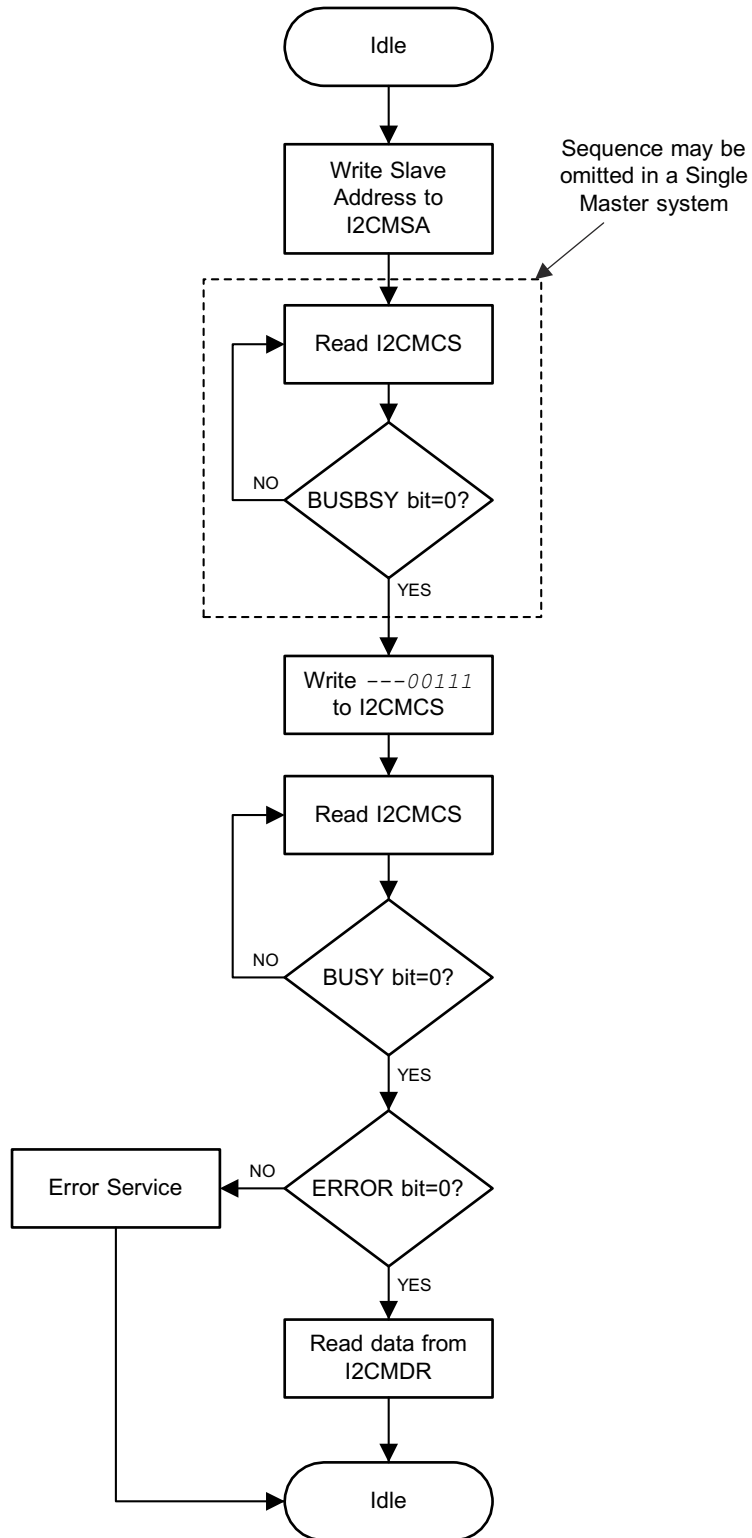 Idle
Write Slave
Address to
I2CMSA
Sequence may be
omitted in a Single
Master system
Read I2CMCS
NO
BUSBSY bit=0?
YES
Write ---00111
to I2CMCS
Read I2CMCS
NO
BUSY bit=0?
YES
Error Service
NO
ERROR bit=0?
YES
Read data from
I2CMDR
Idle